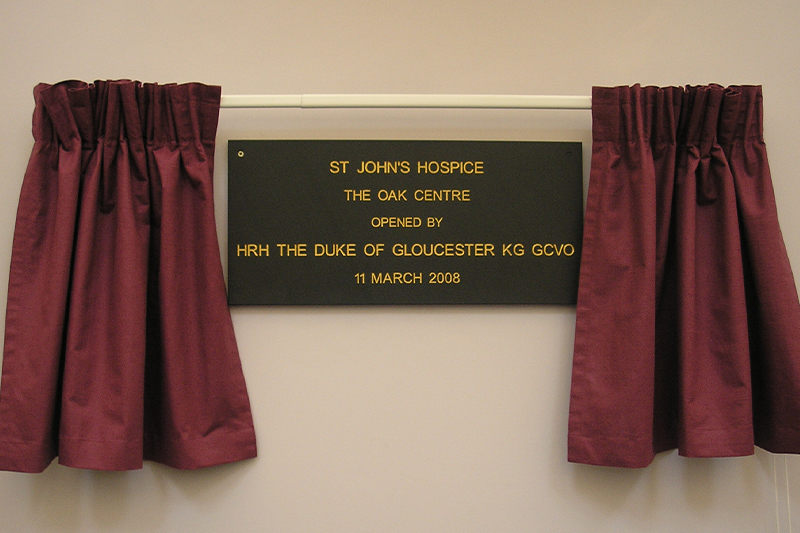 ST JOHN'S HOSPICE
THE OAK CENTRE
OPENED BY
HRH THE DUKE OF GLOUCESTER KG GCVO
11 MARCH 2008